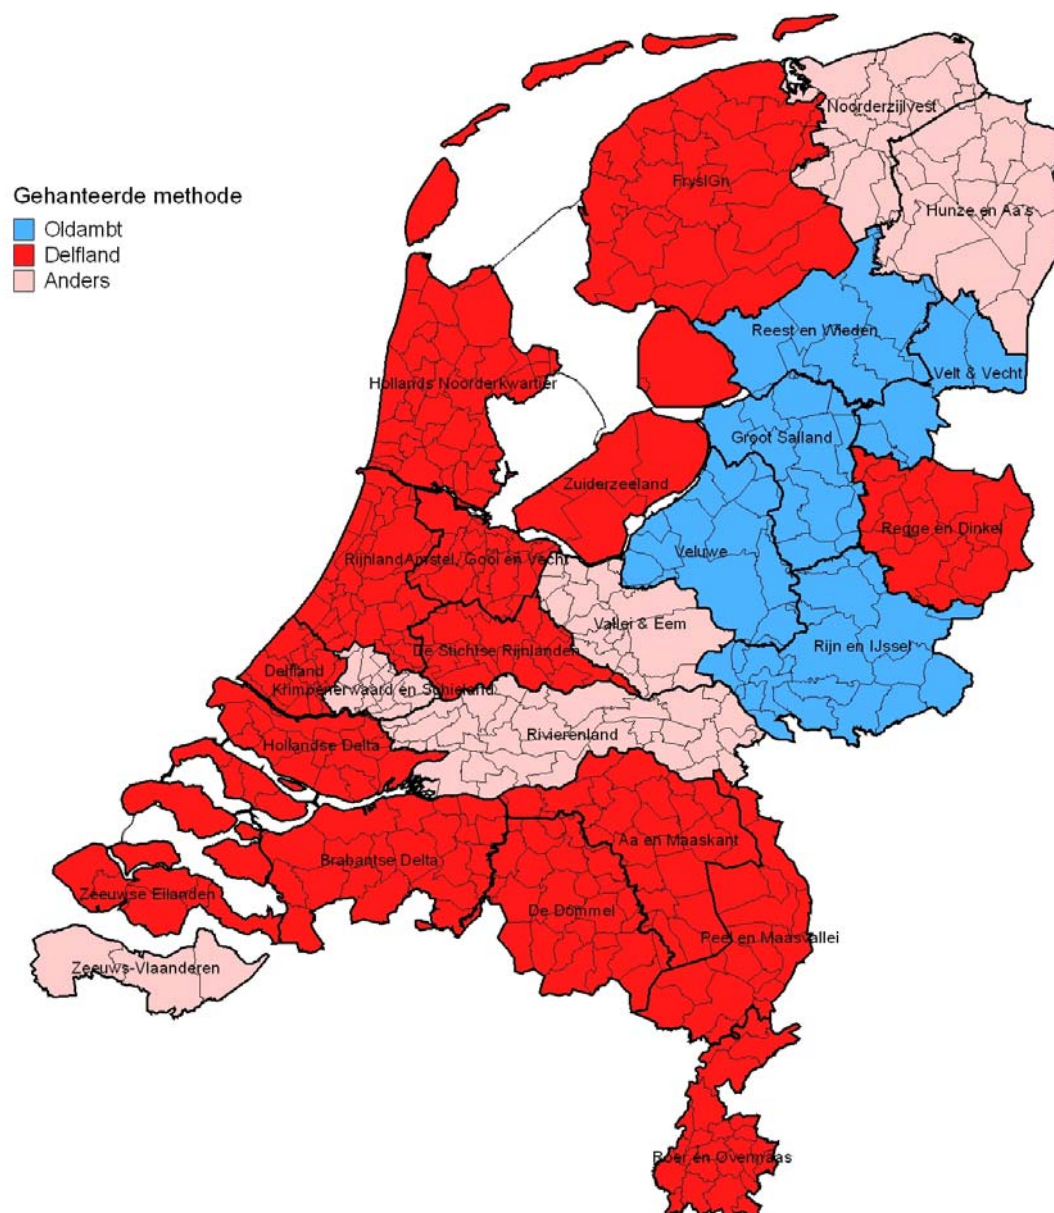 Gehanteerde methode
Oldambt
Delfland
Anders
Noorderzijlvest
FryslGn
Hunze en Aa's
Reest en Wieden
Velt & Vecht
Hollands Noorderkwartier
Groot Salland
Zuiderzeeland
Regge en Dinkel
Veluwe
Rijnland
Amstel, Gooi en Vecht
Vallei & Eem
Rijn en IJssel
De Stichtse Rijnlanden
Delfland
Krimpenerwaard en Schieland
Rivierenland
Hollandse Delta
Aa en Maaskant
Brabantse Delta
Zeeuwse Eilanden
De Dommel
Peel en Maasvallei
Zeeuws-Vlaanderen
Roer en Overmaas